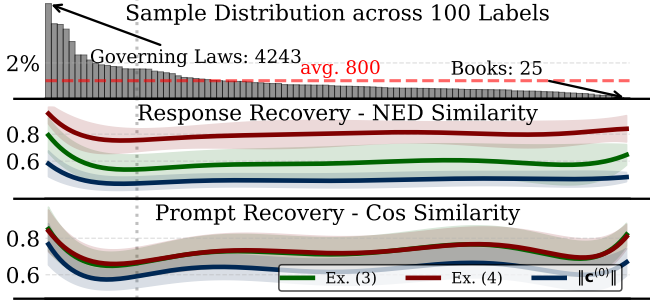 Sample Distribution across 100 Labels
Governing Laws: 4243
2%
avg. 800
Books: 25
Response Recovery - NED Similarity
0.8
0.6
Prompt Recovery - Cos Similarity
0.8
0.6
Ex. (3) Ex. (4) ‖c⁽⁰⁾‖